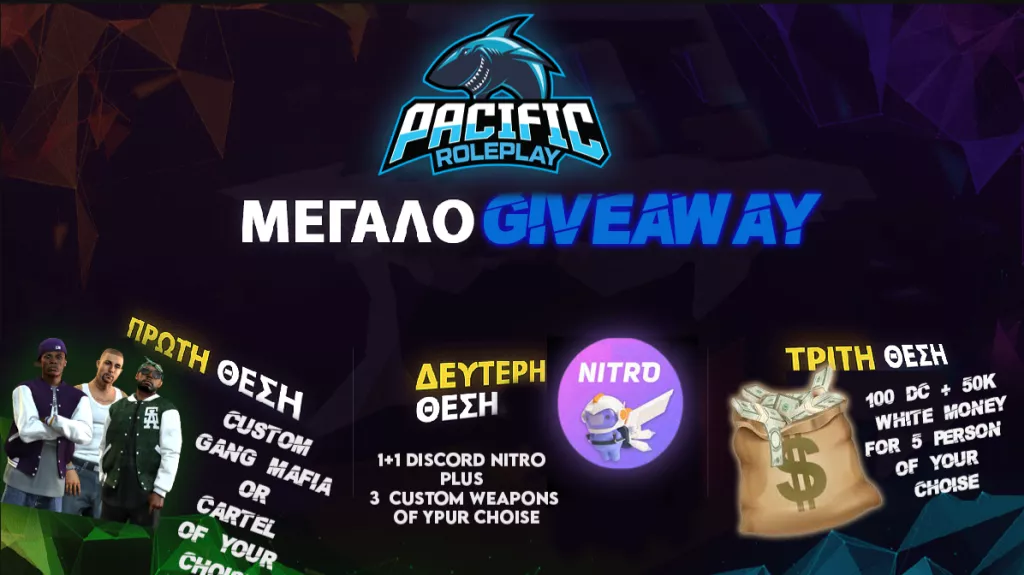 PACIFIC
ROLEPLAY
ΜΕΓΑΛΟ GIVEAWAY
ΠΡΩΤΗ ΘΕΣΗ
CUSTOM
GANG MAFIA
OR
CARTEL
OF YOUR
ΔΕΥΤΕΡΗ
ΘΕΣΗ
NITRO
1+1 DISCORD NITRO
PLUS
3 CUSTOM WEAPONS
OF YPUR CHOISE
ΤΡΙΤΗ ΘΕΣΗ
100 DC + 50K
WHITE MONEY
FOR 5 PERSON
OF YOUR
CHOISE
$